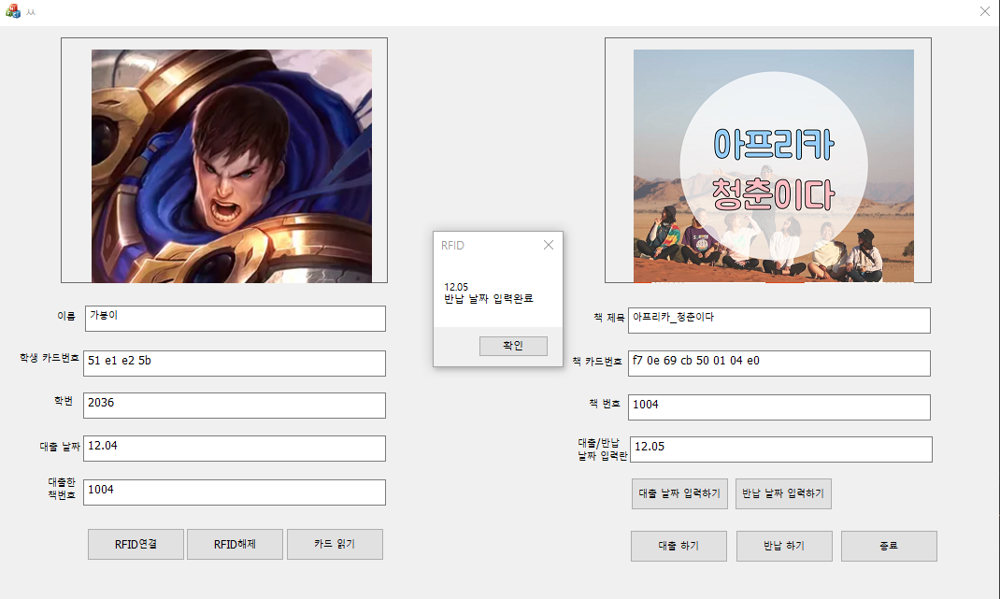 ㅆ
아프리카
청춘이다
RFID
12.05
반납 날짜 입력완료
확인
이름
가붕이
학생 카드번호
51 e1 e2 5b
학번
2036
대출 날짜
12.04
대출한
책번호
1004
RFID연결
RFID해제
카드 읽기
책 제목
아프리카_청춘이다
책 카드번호
f7 0e 69 cb 50 01 04 e0
책 번호
1004
대출/반납
날짜 입력란
12.05
대출 날짜 입력하기
반납 날짜 입력하기
대출 하기
반납 하기
종료